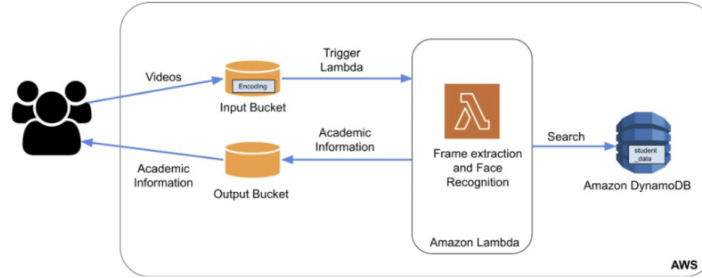 Videos
Encoding
Input Bucket
Trigger
Lambda
Academic
Information
Output Bucket
Academic
Information
Frame extraction
and Face
Recognition
Amazon Lambda
Search
student
_data
Amazon DynamoDB
AWS